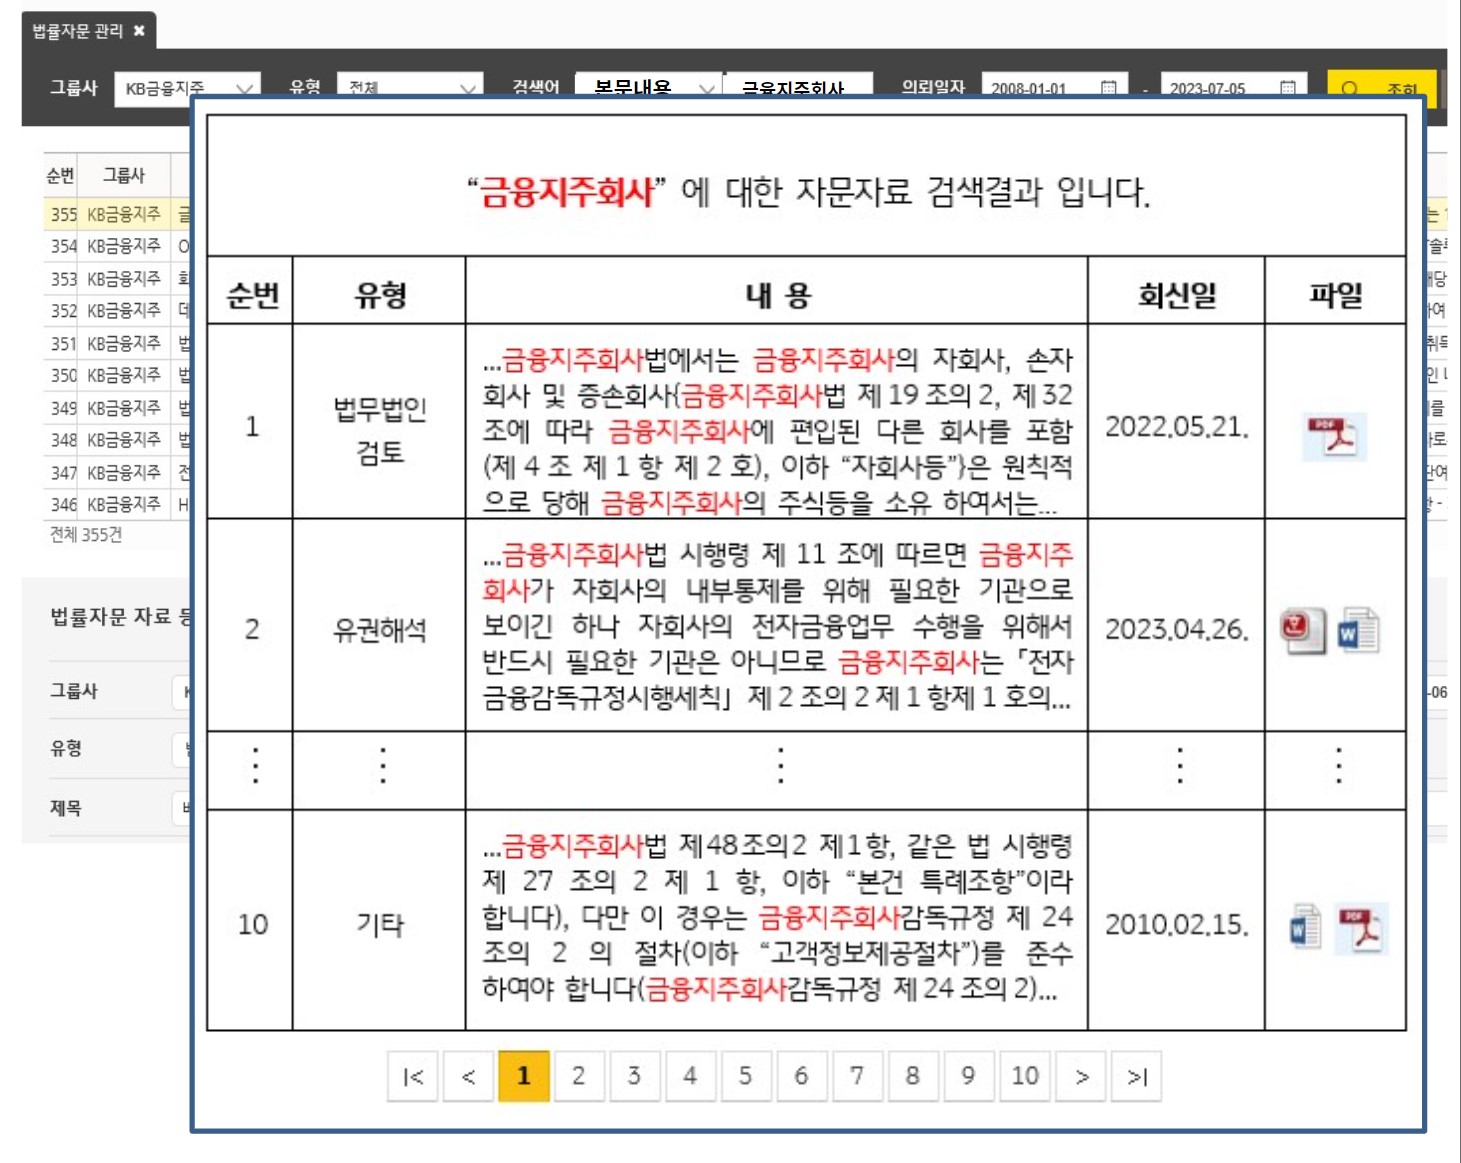 법률자문 관리 ✖
그룹사 KB금융지주 유형 전체 검색어 본문내용 금융지주회사 의뢰일자 2008-01-01 - 2023-07-05 조회
순번 그룹사
355 KB금융지주
354 KB금융지주
353 KB금융지주
352 KB금융지주
351 KB금융지주
350 KB금융지주
349 KB금융지주
348 KB금융지주
347 KB금융지주
346 KB금융지주
전체 355건
법률자문 자료
그룹사
유형
제목
“금융지주회사” 에 대한 자문자료 검색결과 입니다.
순번 유형 내 용 회신일 파일
1 법무법인
검토
...금융지주회사법에서는 금융지주회사의 자회사, 손자
회사 및 증손회사{금융지주회사법 제 19 조의 2, 제 32
조에 따라 금융지주회사에 편입된 다른 회사를 포함
(제 4 조 제 1 항 제 2 호), 이하 “자회사등”}은 원칙적
으로 당해 금융지주회사의 주식등을 소유 하여서는...
2022.05.21.
PDF
2 유권해석
...금융지주회사법 시행령 제 11 조에 따르면 금융지주
회사가 자회사의 내부통제를 위해 필요한 기관으로
보이긴 하나 자회사의 전자금융업무 수행을 위해서
반드시 필요한 기관은 아니므로 금융지주회사는 「전자
금융감독규정시행세칙」 제 2 조의 2 제 1 항제 1 호의...
2023.04.26.
W
⋮ ⋮ ⋮ ⋮ ⋮
10 기타
...금융지주회사법 제48조의2 제1항, 같은 법 시행령
제 27 조의 2 제 1 항, 이하 “본건 특례조항”이라
합니다), 다만 이 경우는 금융지주회사감독규정 제 24
조의 2 의 절차(이하 “고객정보제공절차”)를 준수
하여야 합니다(금융지주회사감독규정 제 24 조의 2)...
2010.02.15.
W PDF
|< < 1 2 3 4 5 6 7 8 9 10 > >|